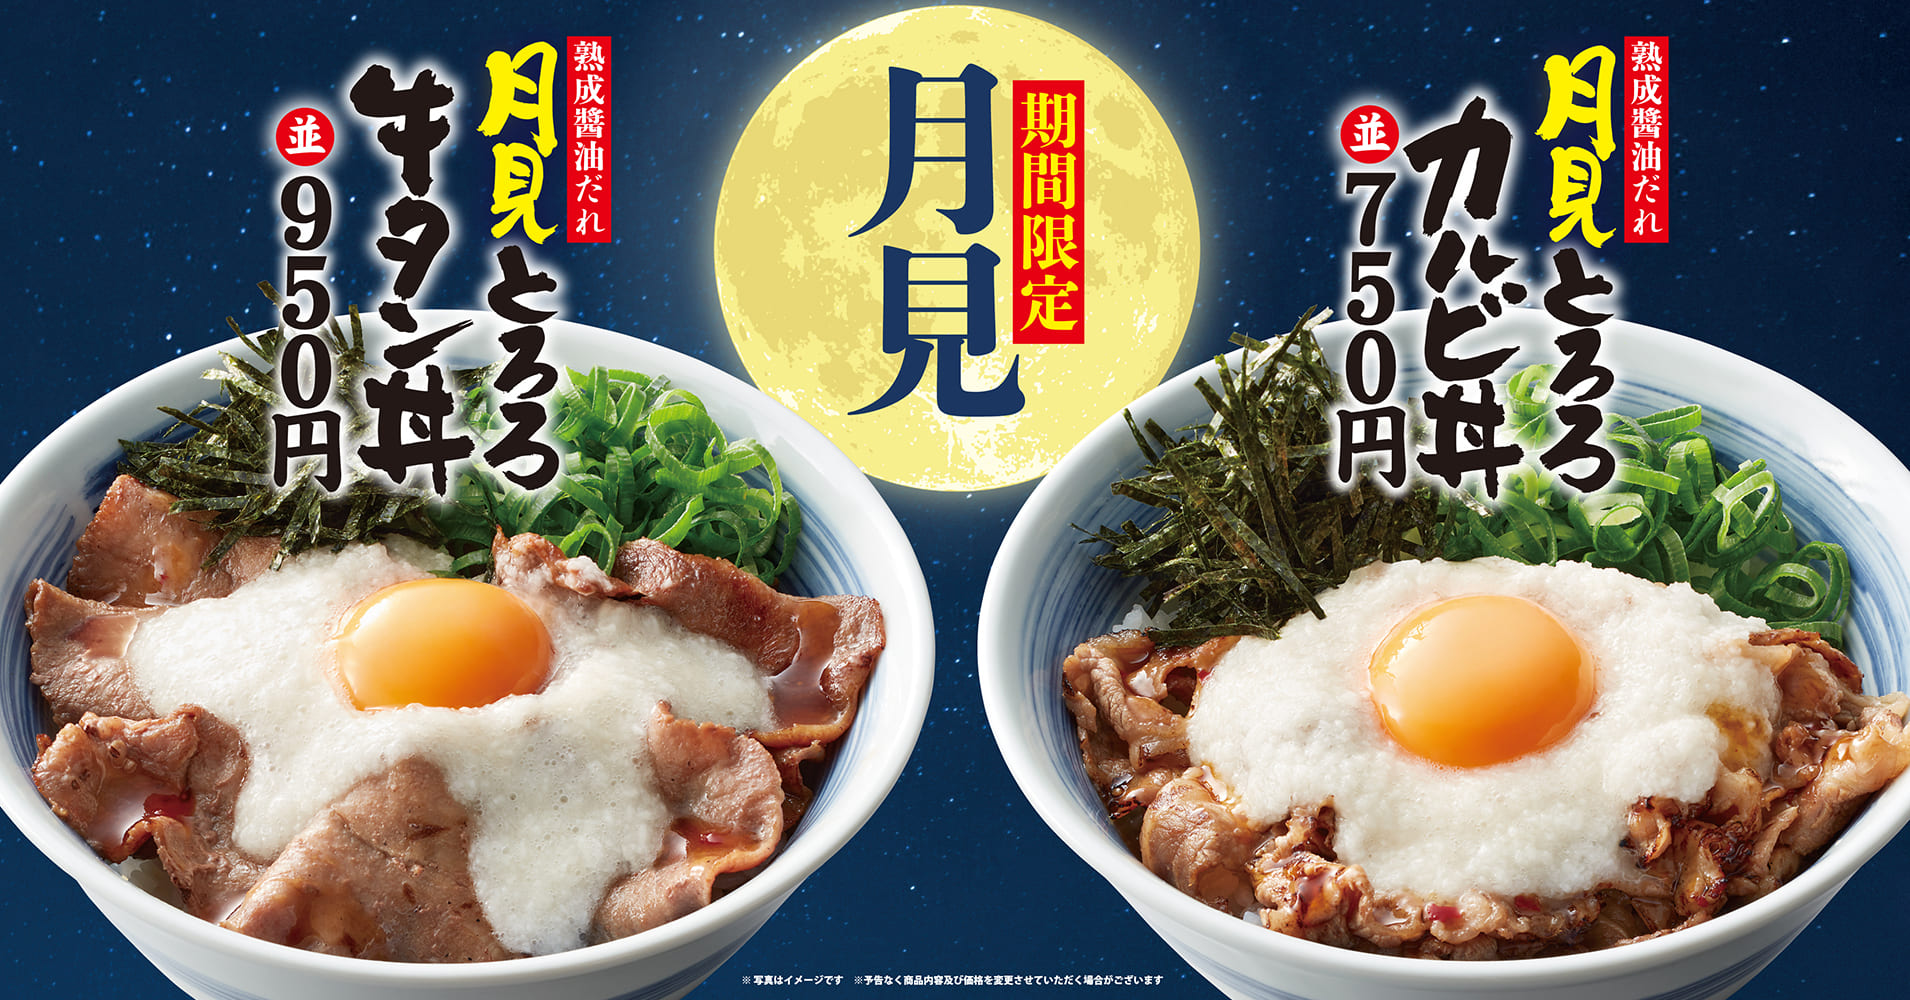 熟成醬油だれ
月見とろろ
牛タン丼
並950円
期間限定
月見
熟成醬油だれ
月見とろろ
カルビ丼
並750円
※写真はイメージです ※予告なく商品内容及び価格を変更させていただく場合がございます